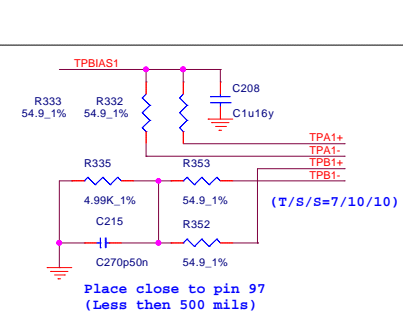 TPBIAS1
C208
R333 R332
54.9_1% 54.9_1%
C1u16y
TPA1+
TPA1-
TPB1+
TPB1-
R335 R353
4.99K_1% 54.9_1%
(T/S/S=7/10/10)
C215 R352
C270p50n 54.9_1%
Place close to pin 97
(Less then 500 mils)